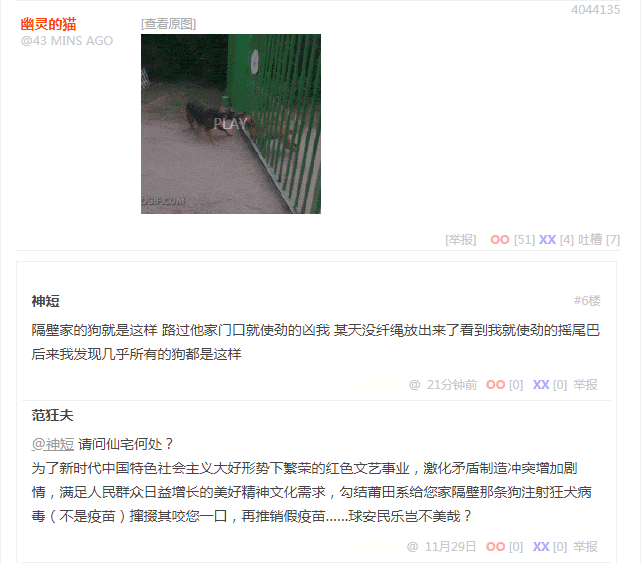 4044135
幽灵的猫
@43 MINS AGO
[查看原图]
PLAY
GIF.COM
[举报] OO [51] XX [4] 吐槽 [7]
神短
#6楼
隔壁家的狗就是这样 路过他家门口就使劲的凶我 某天没纤绳放出来了看到我就使劲的摇尾巴
后来我发现几乎所有的狗都是这样
@ 21分钟前 OO [0] XX [0] 举报
范狂夫
@神短 请问仙宅何处？
为了新时代中国特色社会主义大好形势下繁荣的红色文艺事业，激化矛盾制造冲突增加剧
情，满足人民群众日益增长的美好精神文化需求，勾结莆田系给您家隔壁那条狗注射狂犬病
毒（不是疫苗）撺掇其咬您一口，再推销假疫苗……球安民乐岂不美哉？
@ 11月29日 OO [0] XX [0] 举报